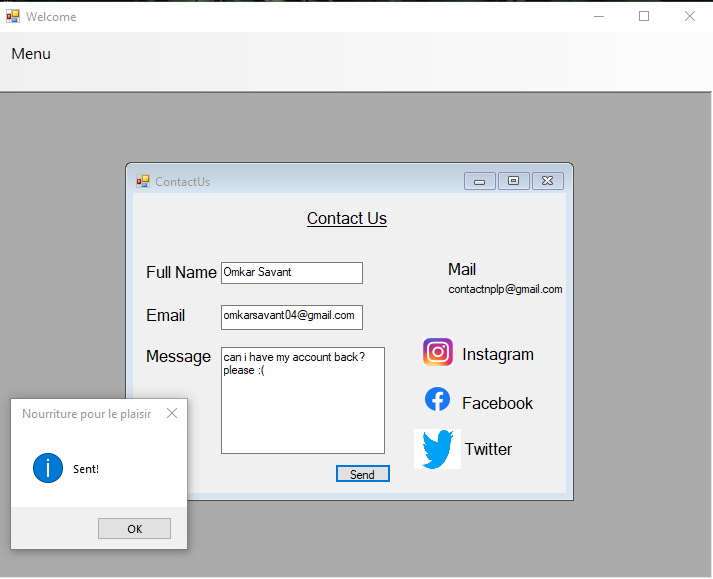 Welcome
Menu
ContactUs
Contact Us
Full Name
Omkar Savant
Mail
contactnplp@gmail.com
Email
omkarsavant04@gmail.com
Message
can i have my account back?
please :(
Instagram
Facebook
Twitter
Send
Nourriture pour le plaisir
Sent!
OK